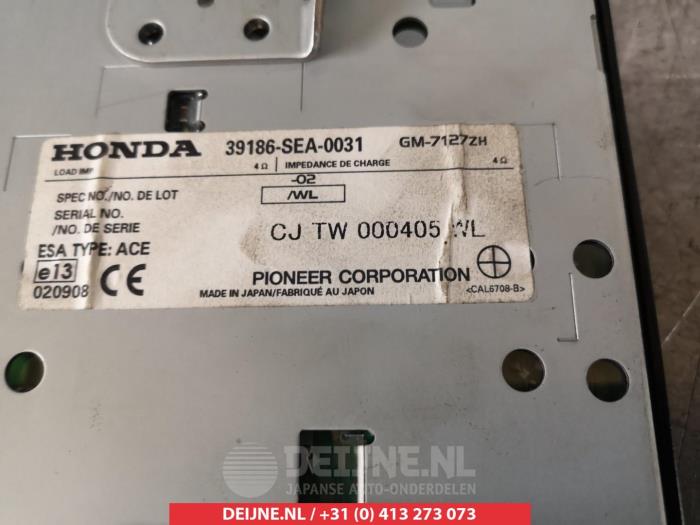 HONDA 39186-SEA-0031 GM-7127ZH
LOAD IMP 4Ω IMPEDANCE DE CHARGE 4Ω
-02
SPEC NO./NO. DE LOT /WL
SERIAL NO.
/NO. DE SERIE CJ TW 000405 WL
ESA TYPE: ACE
e13
020908 CE
PIONEER CORPORATION
MADE IN JAPAN/FABRIQUÉ AU JAPON <CAL6708-B>
DEIJNE.NL
JAPANSE AUTO-ONDERDELEN
DEIJNE.NL / +31 (0) 413 273 073